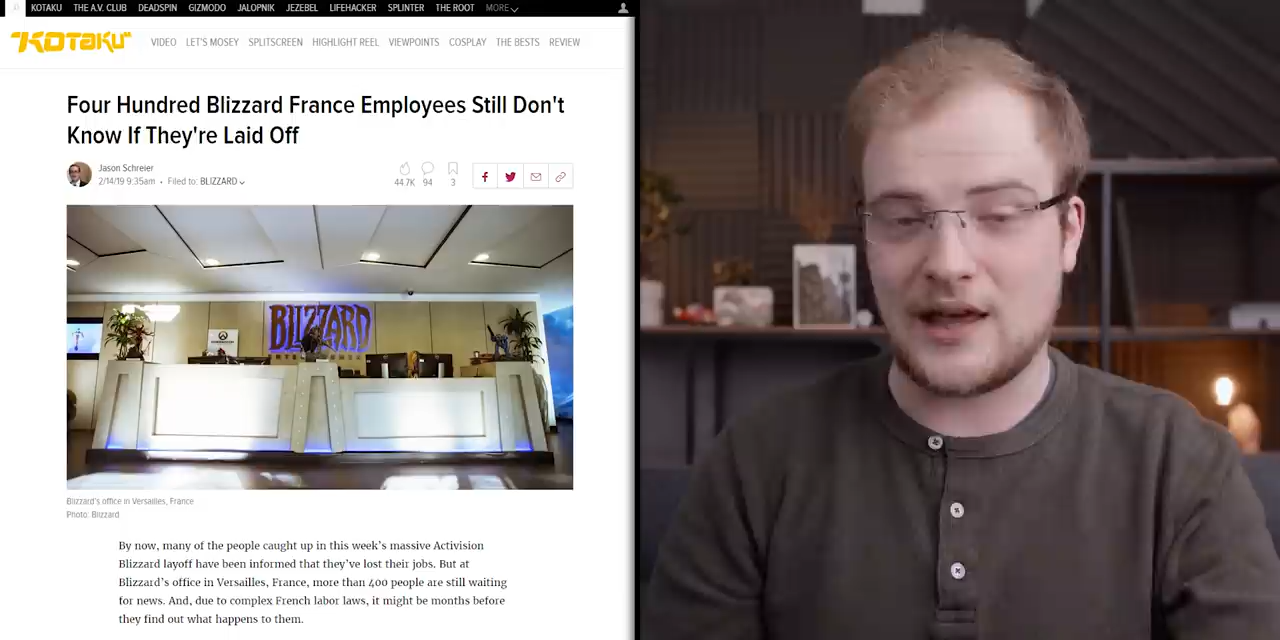 KOTAKU THE A.V. CLUB DEADSPIN GIZMODO JALOPNIK JEZEBEL LIFEHACKER SPLINTER THE ROOT MORE
KOTAKU VIDEO LET'S MOSEY SPLITSCREEN HIGHLIGHT REEL VIEWPOINTS COSPLAY THE BESTS REVIEW
Four Hundred Blizzard France Employees Still Don't
Know If They're Laid Off
Jason Schreier
2/14/19 9:35am • Filed to: BLIZZARD
44.7K 94 3
BLIZZARD
Blizzard's office in Versailles, France
Photo: Blizzard
By now, many of the people caught up in this week's massive Activision
Blizzard layoff have been informed that they've lost their jobs. But at
Blizzard's office in Versailles, France, more than 400 people are still waiting
for news. And, due to complex French labor laws, it might be months before
they find out what happens to them.